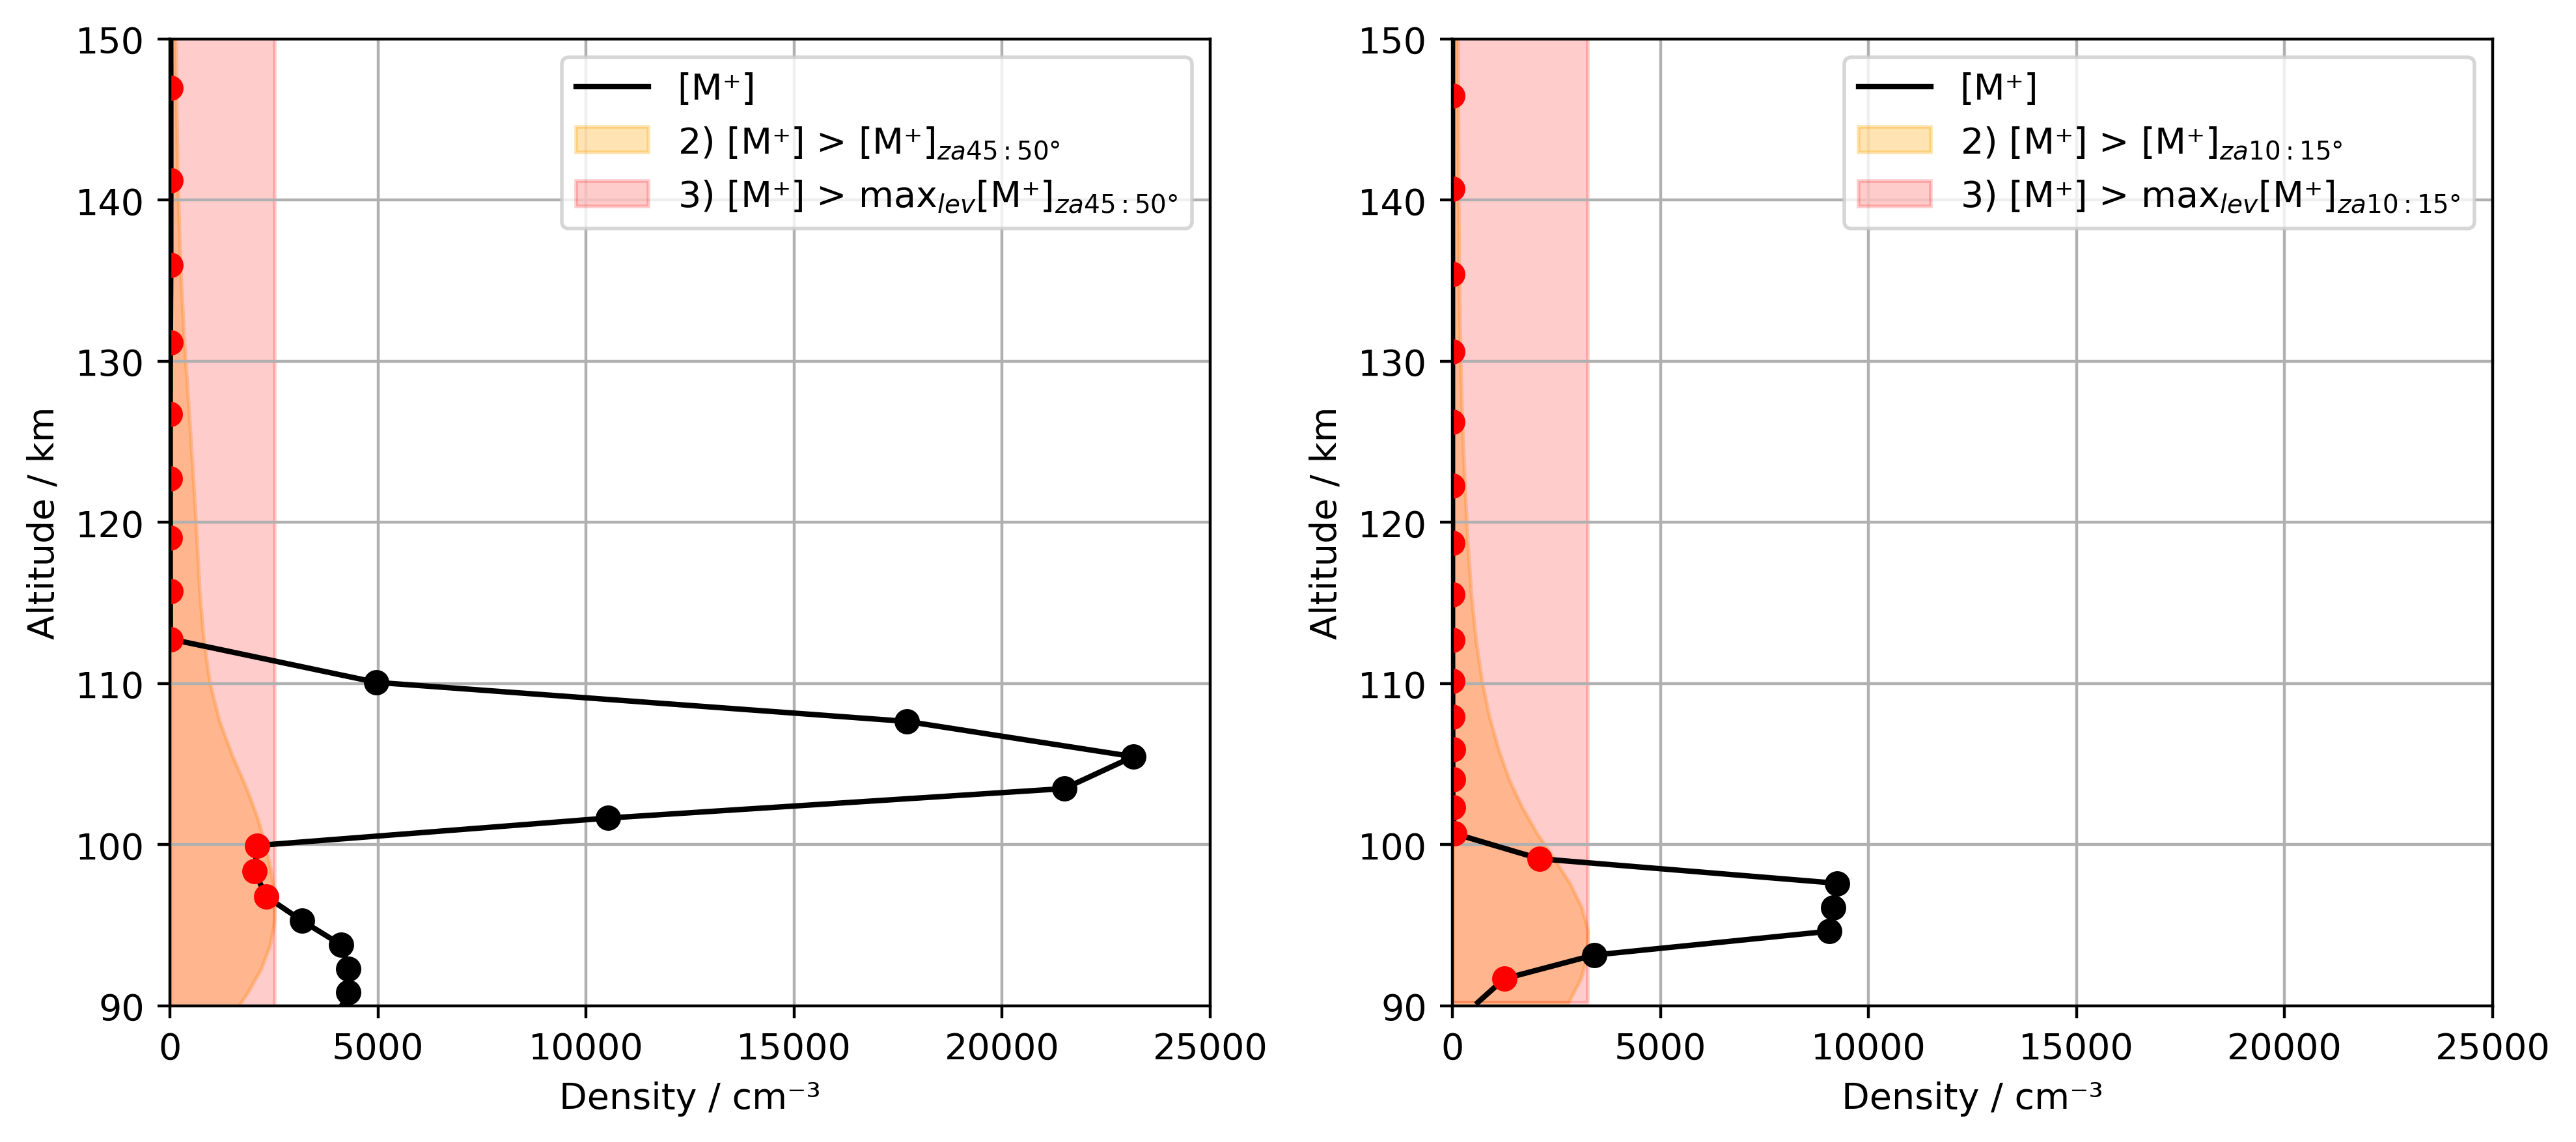 150
140
130
120
110
100
90
0 5000 10000 15000 20000 25000
Altitude / km
Density / cm⁻³
[M⁺]
2) [M⁺] > [M⁺]za45:50°
3) [M⁺] > maxlev[M⁺]za45:50°
150
140
130
120
110
100
90
0 5000 10000 15000 20000 25000
Altitude / km
Density / cm⁻³
[M⁺]
2) [M⁺] > [M⁺]za10:15°
3) [M⁺] > maxlev[M⁺]za10:15°